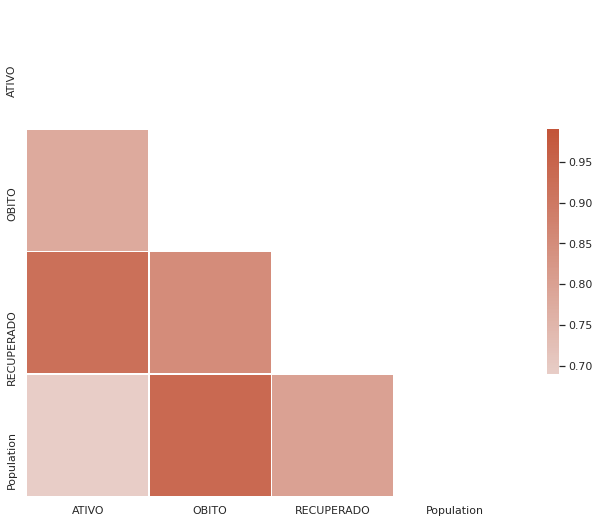 ATIVO
OBITO
RECUPERADO
Population
ATIVO OBITO RECUPERADO Population
0.95
0.90
0.85
0.80
0.75
0.70